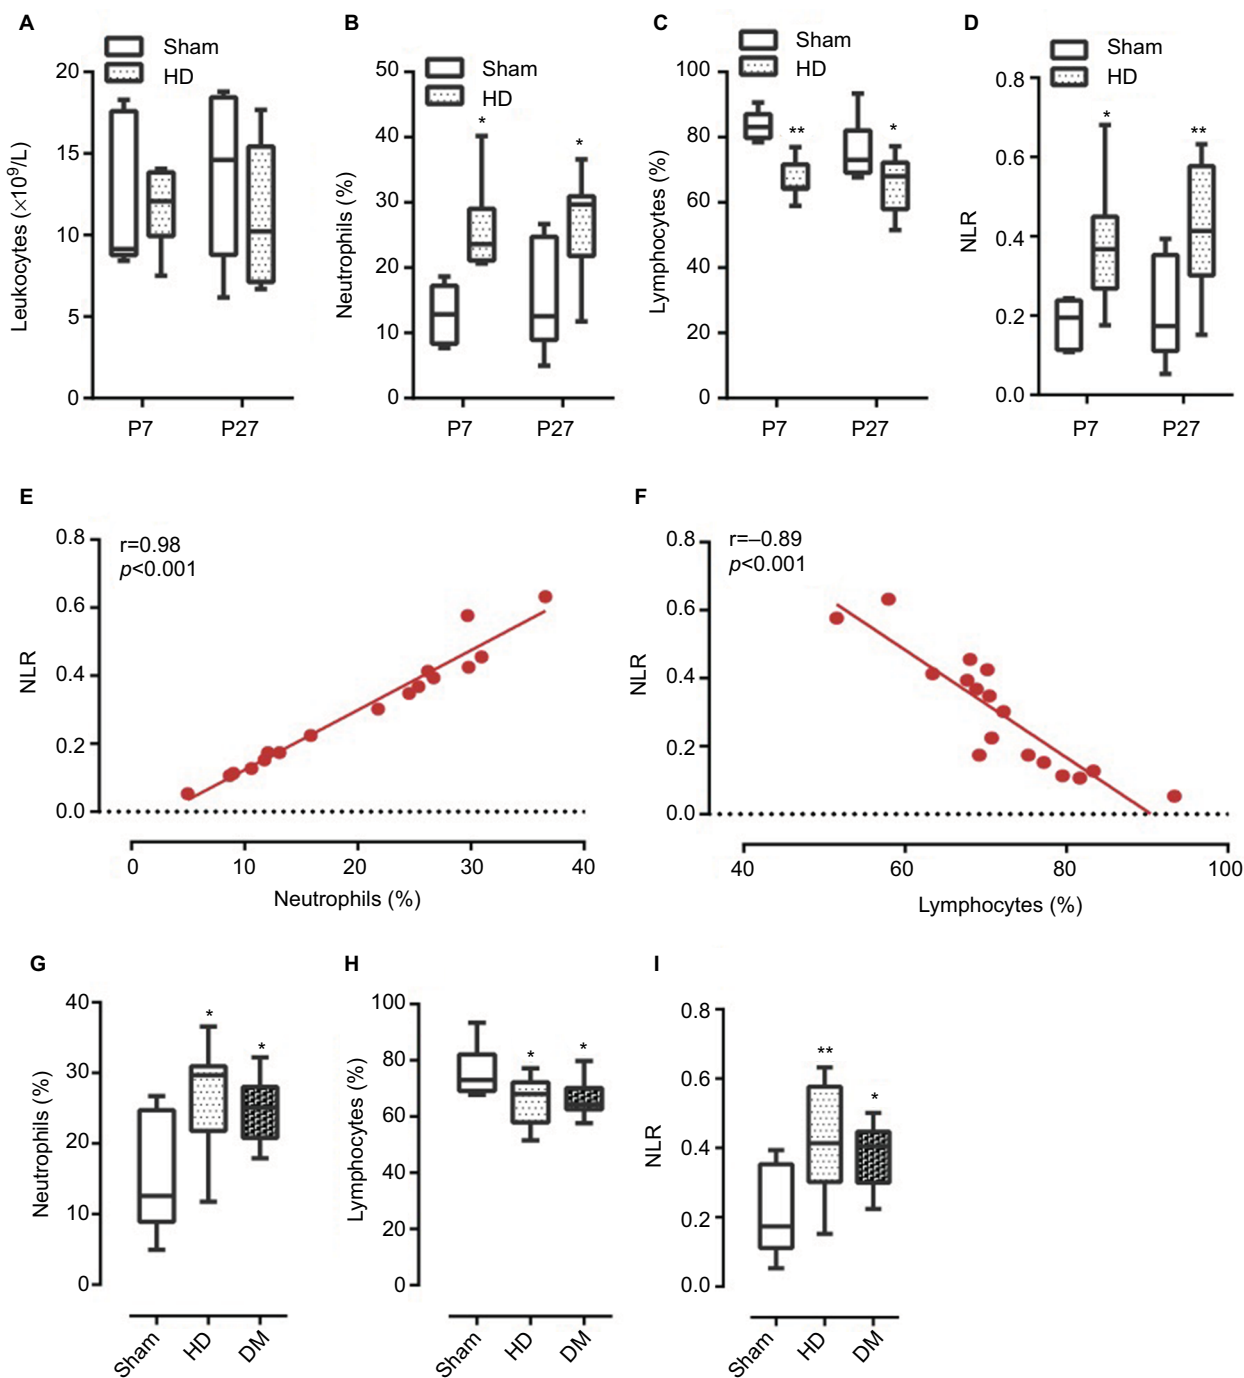 A
Sham
HD
Leukocytes (×10⁹/L)
20
15
10
5
0
P7 P27
B
Sham
HD
Neutrophils (%)
50
40
30
20
10
0
* *
P7 P27
C
Sham
HD
Lymphocytes (%)
100
80
60
40
20
0
** *
P7 P27
D
Sham
HD
NLR
0.8
0.6
0.4
0.2
0.0
* **
P7 P27
E
r=0.98
p<0.001
NLR
0.8
0.6
0.4
0.2
0.0
0 10 20 30 40
Neutrophils (%)
F
r=–0.89
p<0.001
NLR
0.8
0.6
0.4
0.2
0.0
40 60 80 100
Lymphocytes (%)
G
Neutrophils (%)
40
30
20
10
0
* *
Sham HD DM
H
Lymphocytes (%)
100
80
60
40
20
0
* *
Sham HD DM
I
NLR
0.8
0.6
0.4
0.2
0.0
** *
Sham HD DM